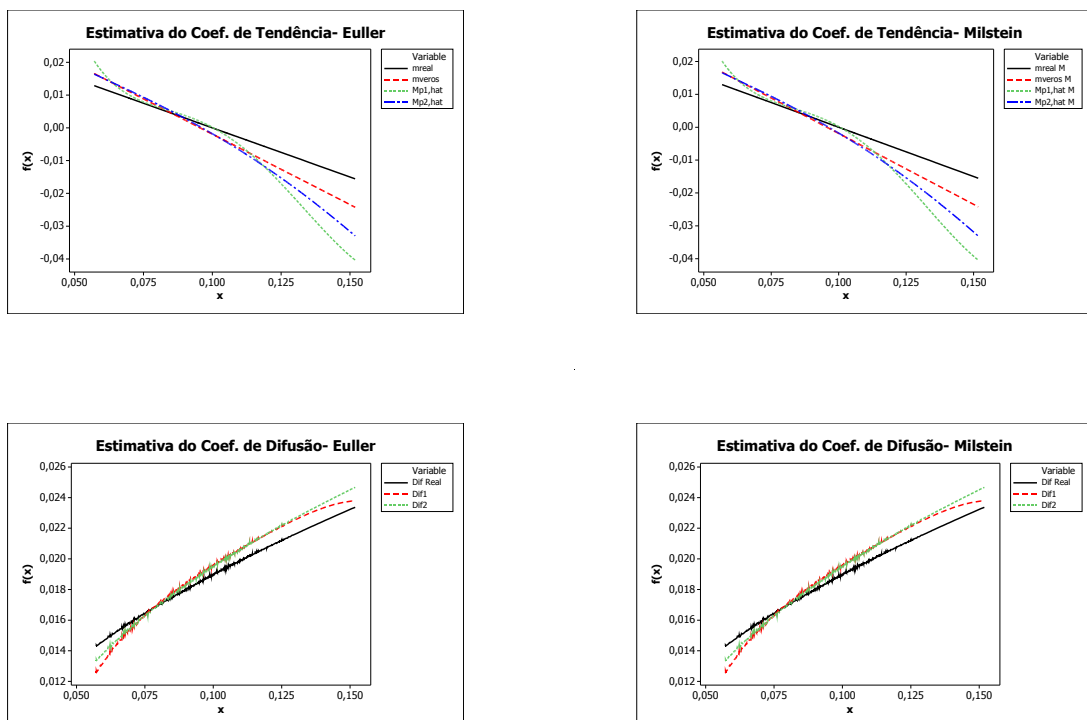 Estimativa do Coef. de Tendência- Euller
Variable
mreal
mveros
Mp1,hat
Mp2,hat
f(x)
0,02
0,01
0,00
-0,01
-0,02
-0,03
-0,04
0,050
0,075
0,100
0,125
0,150
x
Estimativa do Coef. de Tendência- Milstein
Variable
mreal M
mveros M
Mp1,hat M
Mp2,hat M
f(x)
0,02
0,01
0,00
-0,01
-0,02
-0,03
-0,04
0,050
0,075
0,100
0,125
0,150
x
Estimativa do Coef. de Difusão- Euller
Variable
Dif Real
Dif1
Dif2
f(x)
0,026
0,024
0,022
0,020
0,018
0,016
0,014
0,012
0,050
0,075
0,100
0,125
0,150
x
Estimativa do Coef. de Difusão- Milstein
Variable
Dif Real
Dif1
Dif2
f(x)
0,026
0,024
0,022
0,020
0,018
0,016
0,014
0,012
0,050
0,075
0,100
0,125
0,150
x